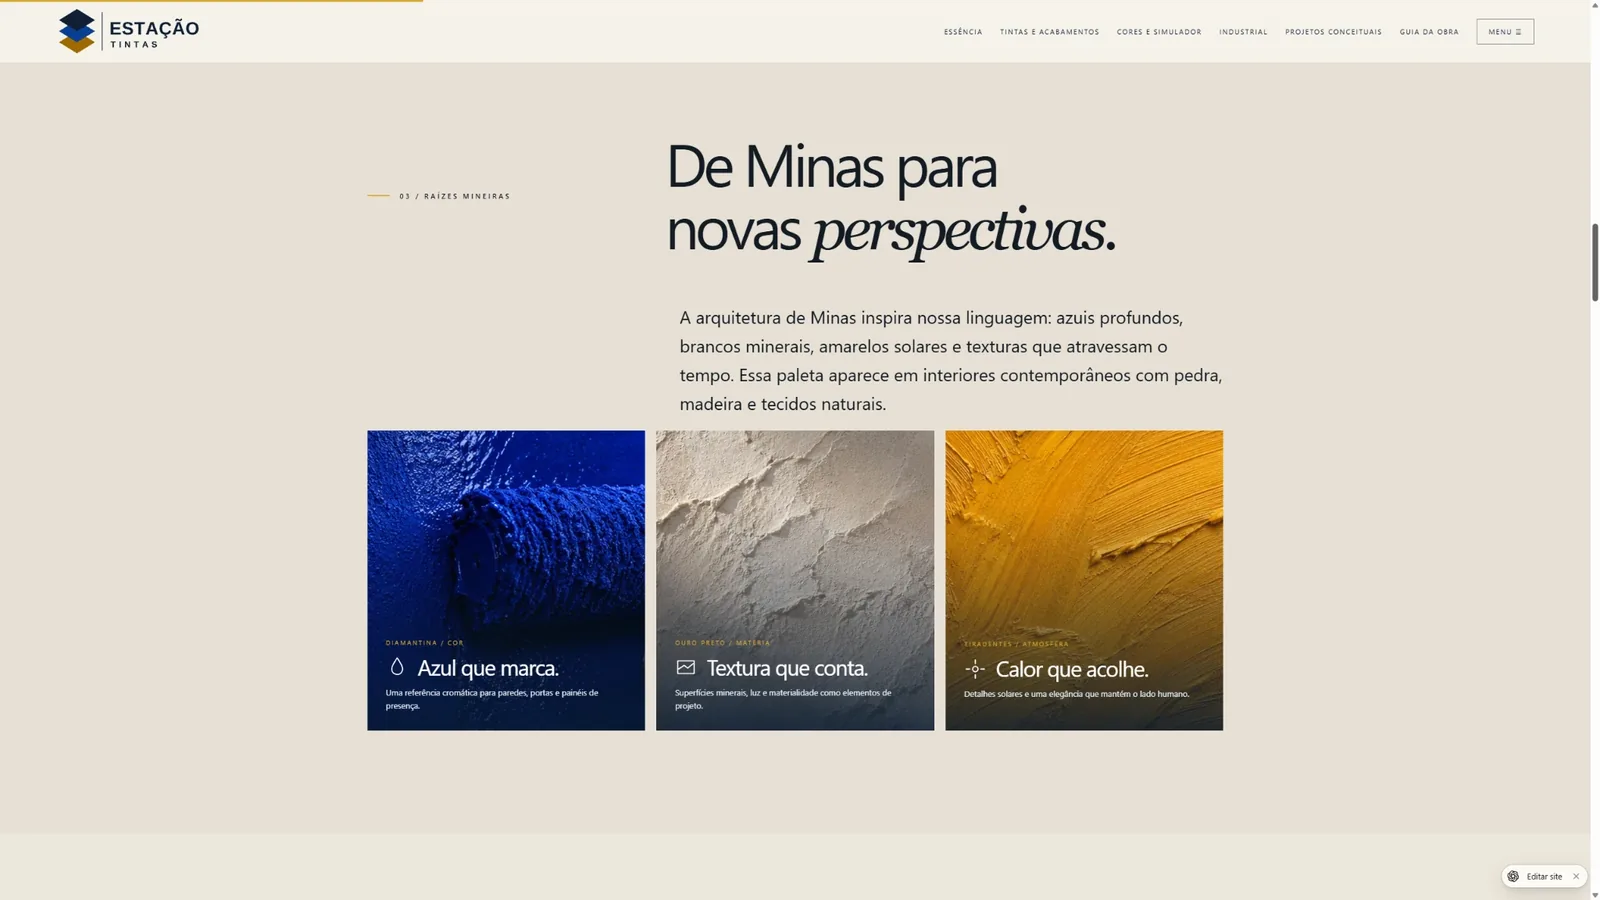 ESTAÇÃO
TINTAS
ESSÊNCIA
TINTAS E ACABAMENTOS
CORES E SIMULADOR
INDUSTRIAL
PROJETOS CONCEITUAIS
GUIA DA OBRA
MENU ☰
03 / RAÍZES MINEIRAS
De Minas para
novas perspectivas.
A arquitetura de Minas inspira nossa linguagem: azuis profundos,
brancos minerais, amarelos solares e texturas que atravessam o
tempo. Essa paleta aparece em interiores contemporâneos com pedra,
madeira e tecidos naturais.
DIAMANTINA / COR
Azul que marca.
Uma referência cromática para paredes, portas e painéis de
presença.
OURO PRETO / MATÉRIA
Textura que conta.
Superfícies minerais, luz e materialidade como elementos de
projeto.
TIRADENTES / ATMOSFERA
Calor que acolhe.
Detalhes solares e uma elegância que mantém o lado humano.
Editar site